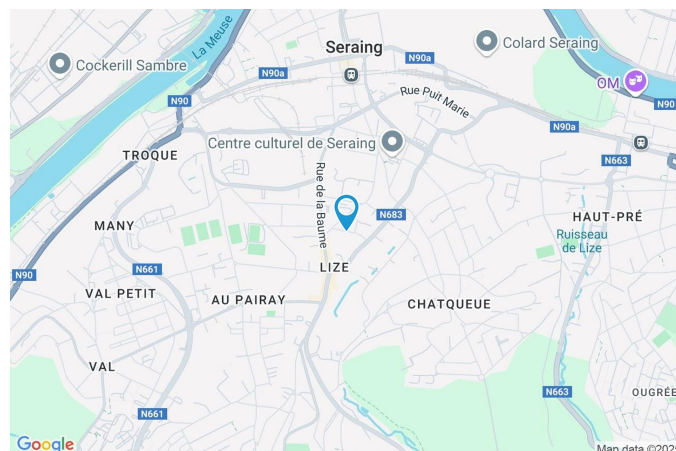 La Meuse
Seraing
Colard Seraing
Cockerill Sambre
N90a
N90a
OM
N90
Rue Puit Marie
N90
N90a
Centre culturel de Seraing
TROQUE
N663
Rue de la Baume
N683
HAUT-PRÉ
MANY
Ruisseau
de Lize
LIZE
N661
N90
VAL PETIT
AU PAIRAY
CHATQUEUE
VAL
N663
OUGRÉE
N661
Google
Map data ©202